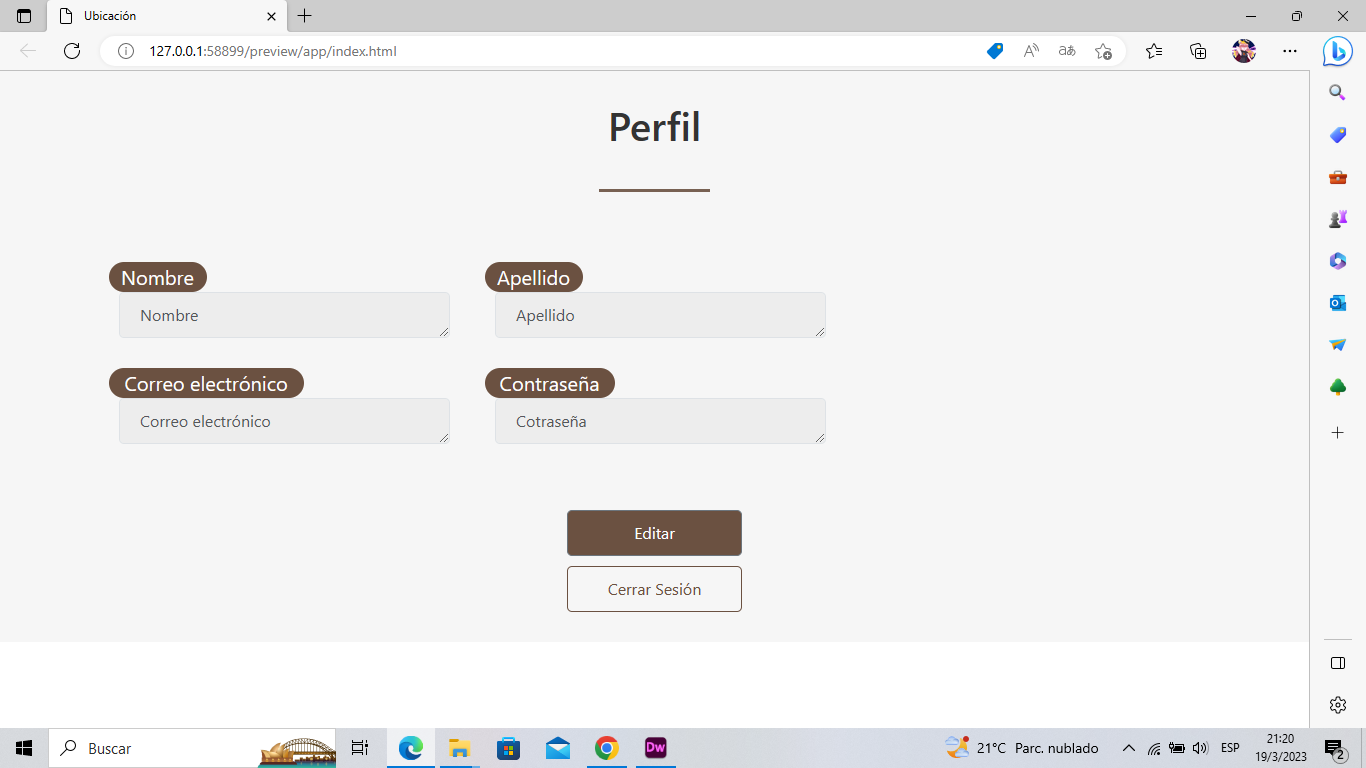 Ubicación
127.0.0.1:58899/preview/app/index.html
Perfil
Nombre Apellido
Nombre Apellido
Correo electrónico Contraseña
Correo electrónico Cotraseña
Editar
Cerrar Sesión
Buscar
Dw
21°C Parc. nublado
ESP
21:20
19/3/2023
2